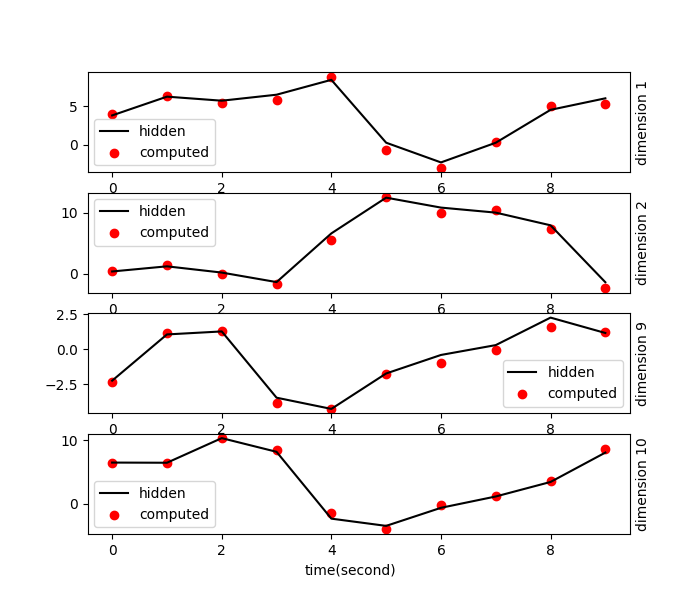 5
0
hidden
computed
dimension 1
0 2 4 6 8
10
0
hidden
computed
dimension 2
0 2 4 6 8
2.5
0.0
−2.5
hidden
computed
dimension 9
0 2 4 6 8
10
0
hidden
computed
dimension 10
0 2 4 6 8
time(second)